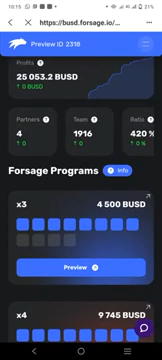 10:15
21%
https://busd.forsage.io/...
Preview ID 2318
Profits
25 053.2 BUSD
↑ 0 BUSD
Partners
4
↑ 0
Team
1916
↑ 0
Ratio
420 %
↑ 0 %
Forsage Programs
Info
x3
4 500 BUSD
Preview
x4
9 745 BUSD